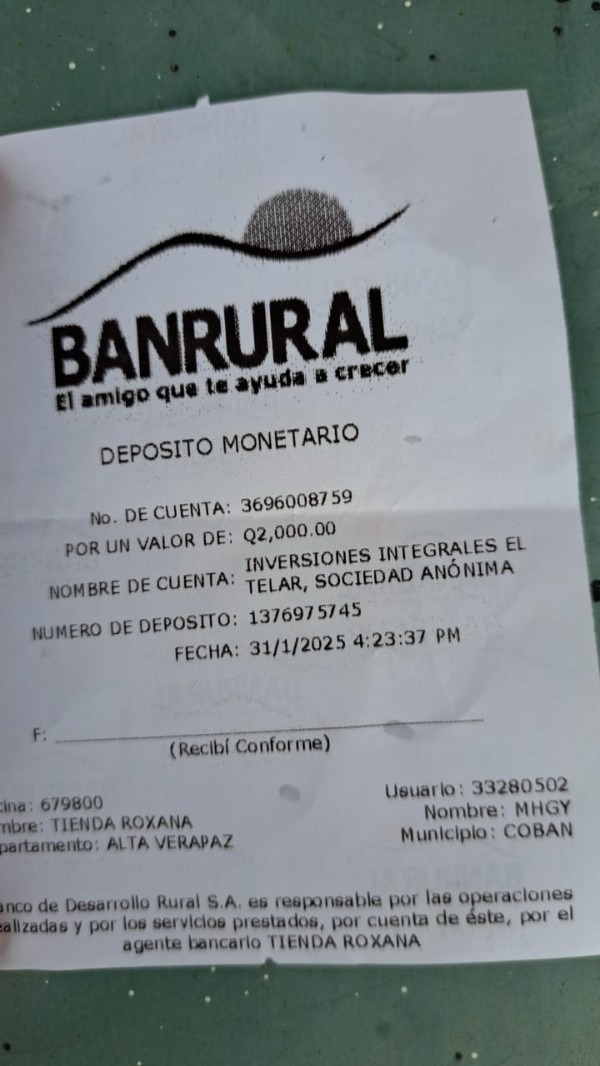 BANRURAL
El amigo que te ayuda a crecer
DEPOSITO MONETARIO
No. DE CUENTA: 3696008759
POR UN VALOR DE: Q2,000.00
NOMBRE DE CUENTA: INVERSIONES INTEGRALES EL
TELAR, SOCIEDAD ANÓNIMA
NUMERO DE DEPOSITO: 1376975745
FECHA: 31/1/2025 4:23:37 PM
F:
(Recibí Conforme)
cina: 679800
mbre: TIENDA ROXANA
partamento: ALTA VERAPAZ
Usuario: 33280502
Nombre: MHGY
Municipio: COBAN
anco de Desarrollo Rural S.A. es responsable por las operaciones
ealizadas y por los servicios prestados, por cuenta de éste, por el
agente bancario TIENDA ROXANA